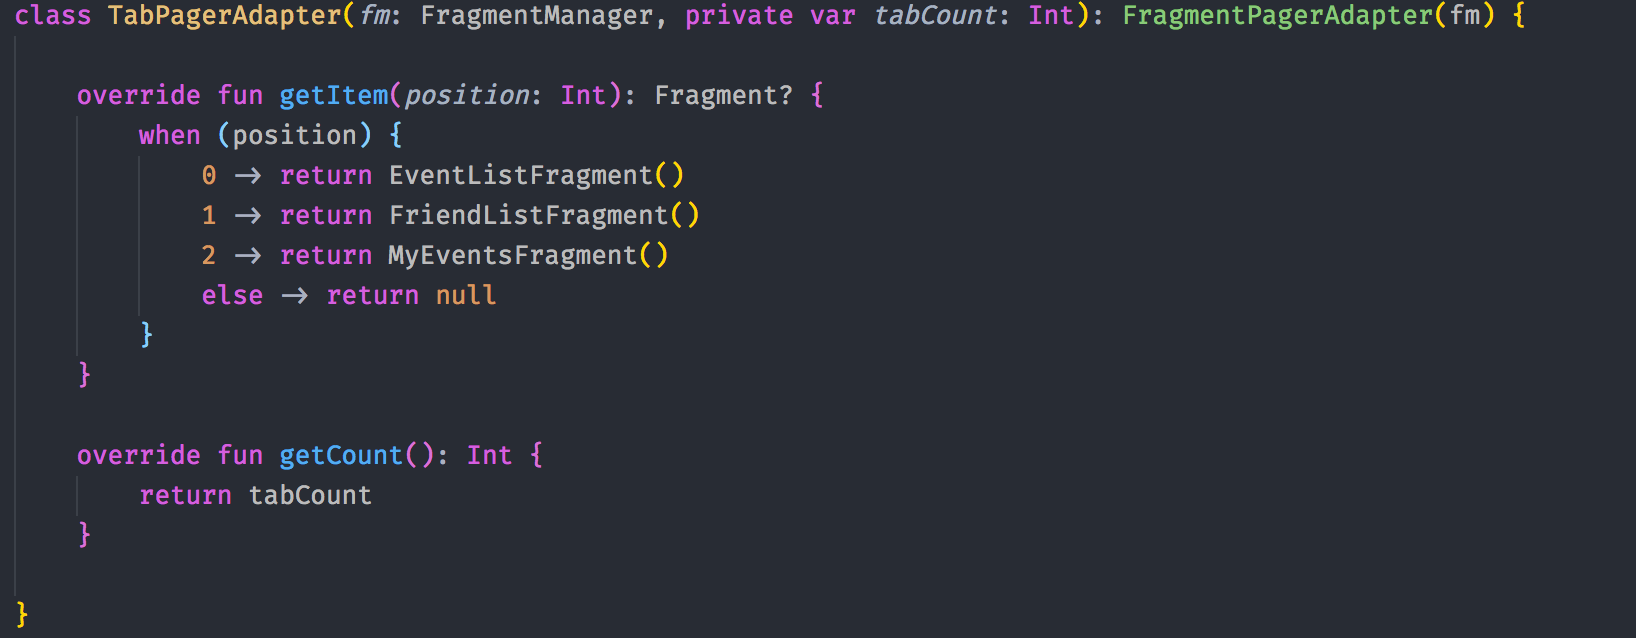 class TabPagerAdapter(fm: FragmentManager, private var tabCount: Int): FragmentPagerAdapter(fm) {
    override fun getItem(position: Int): Fragment? {
        when (position) {
            0 -> return EventListFragment()
            1 -> return FriendListFragment()
            2 -> return MyEventsFragment()
            else -> return null
        }
    }
    override fun getCount(): Int {
        return tabCount
    }
}